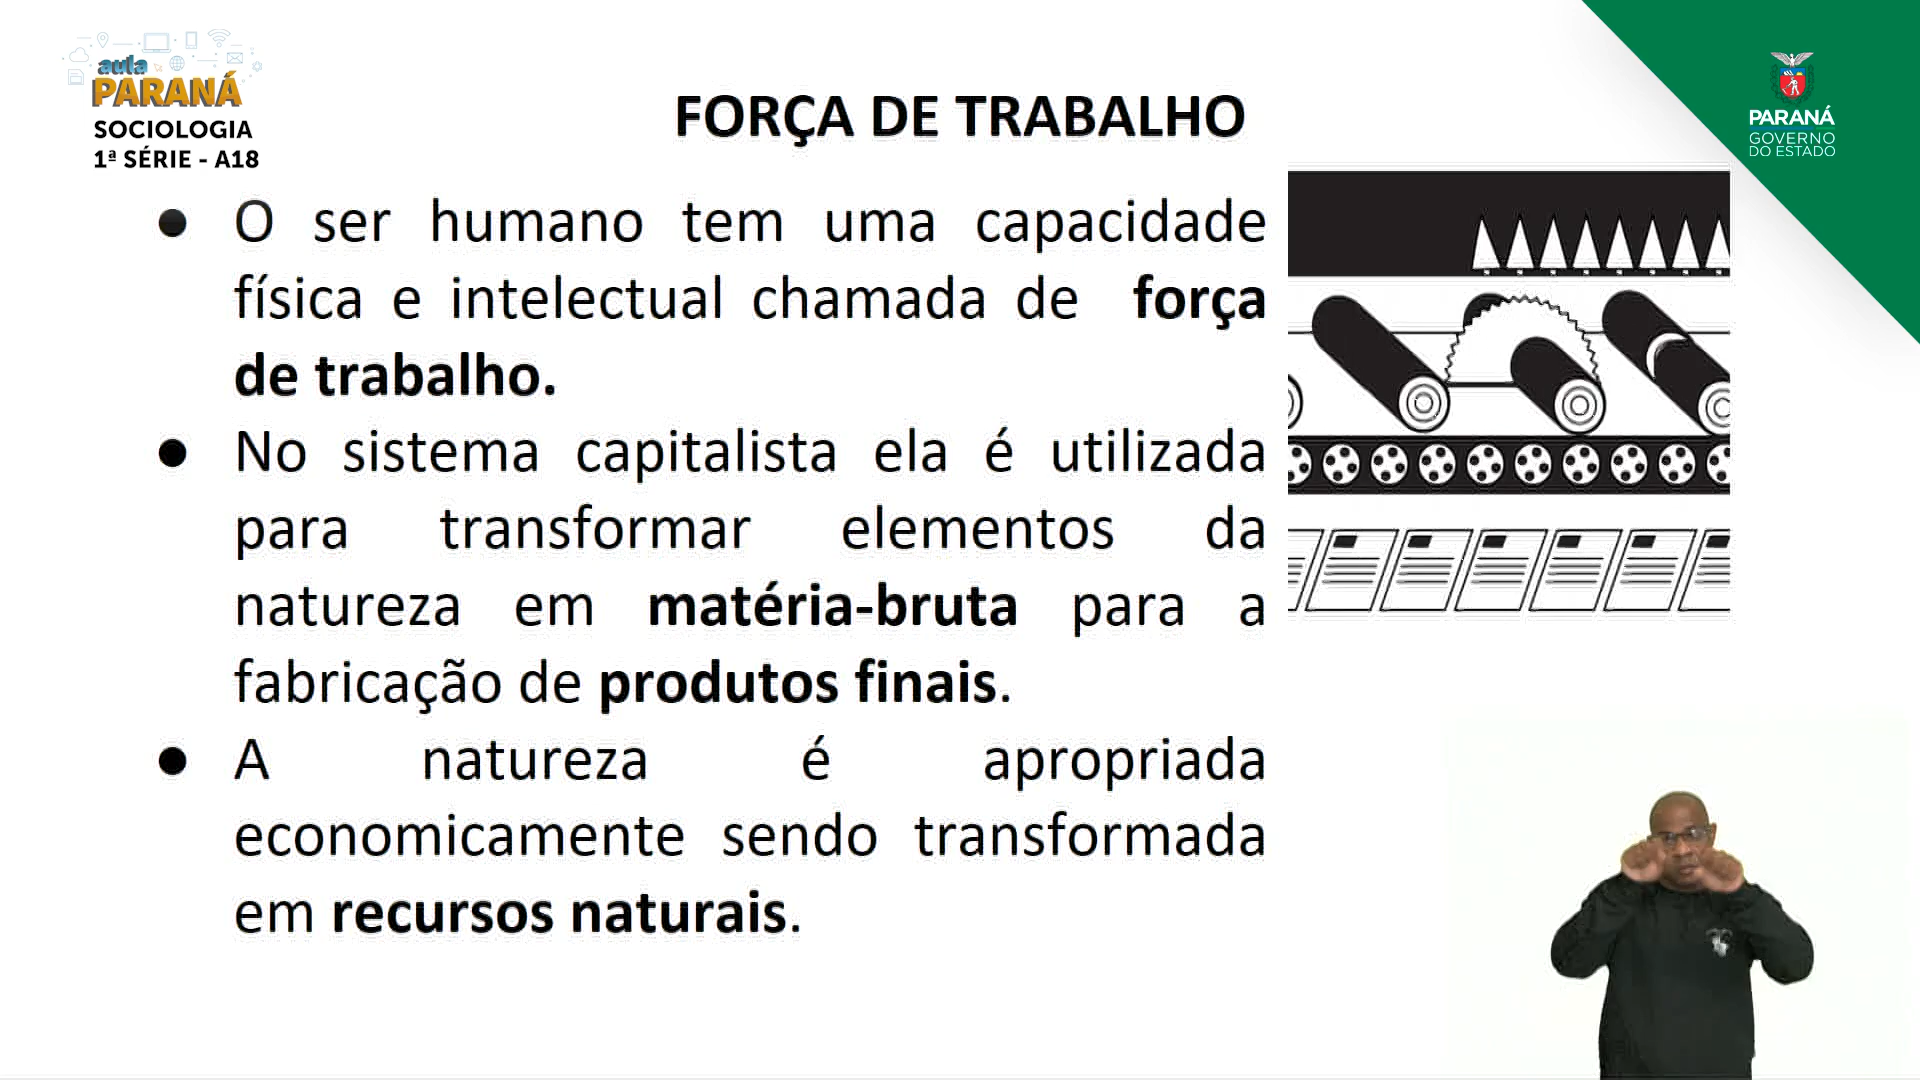 aula
PARANÁ
SOCIOLOGIA
1ª SÉRIE - A18
FORÇA DE TRABALHO
PARANÁ
GOVERNO
DO ESTADO
● O ser humano tem uma capacidade
física e intelectual chamada de força
de trabalho.
● No sistema capitalista ela é utilizada
para transformar elementos da
natureza em matéria-bruta para a
fabricação de produtos finais.
● A natureza é apropriada
economicamente sendo transformada
em recursos naturais.